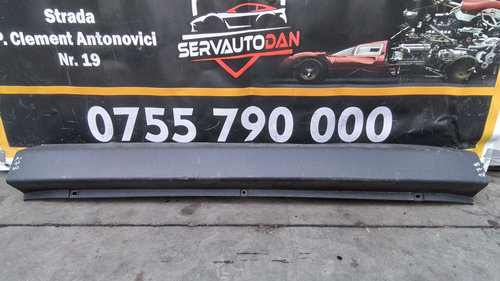 Strada
P. Clement Antonovici
Nr. 19
SERVAUTODAN
0755 790 000